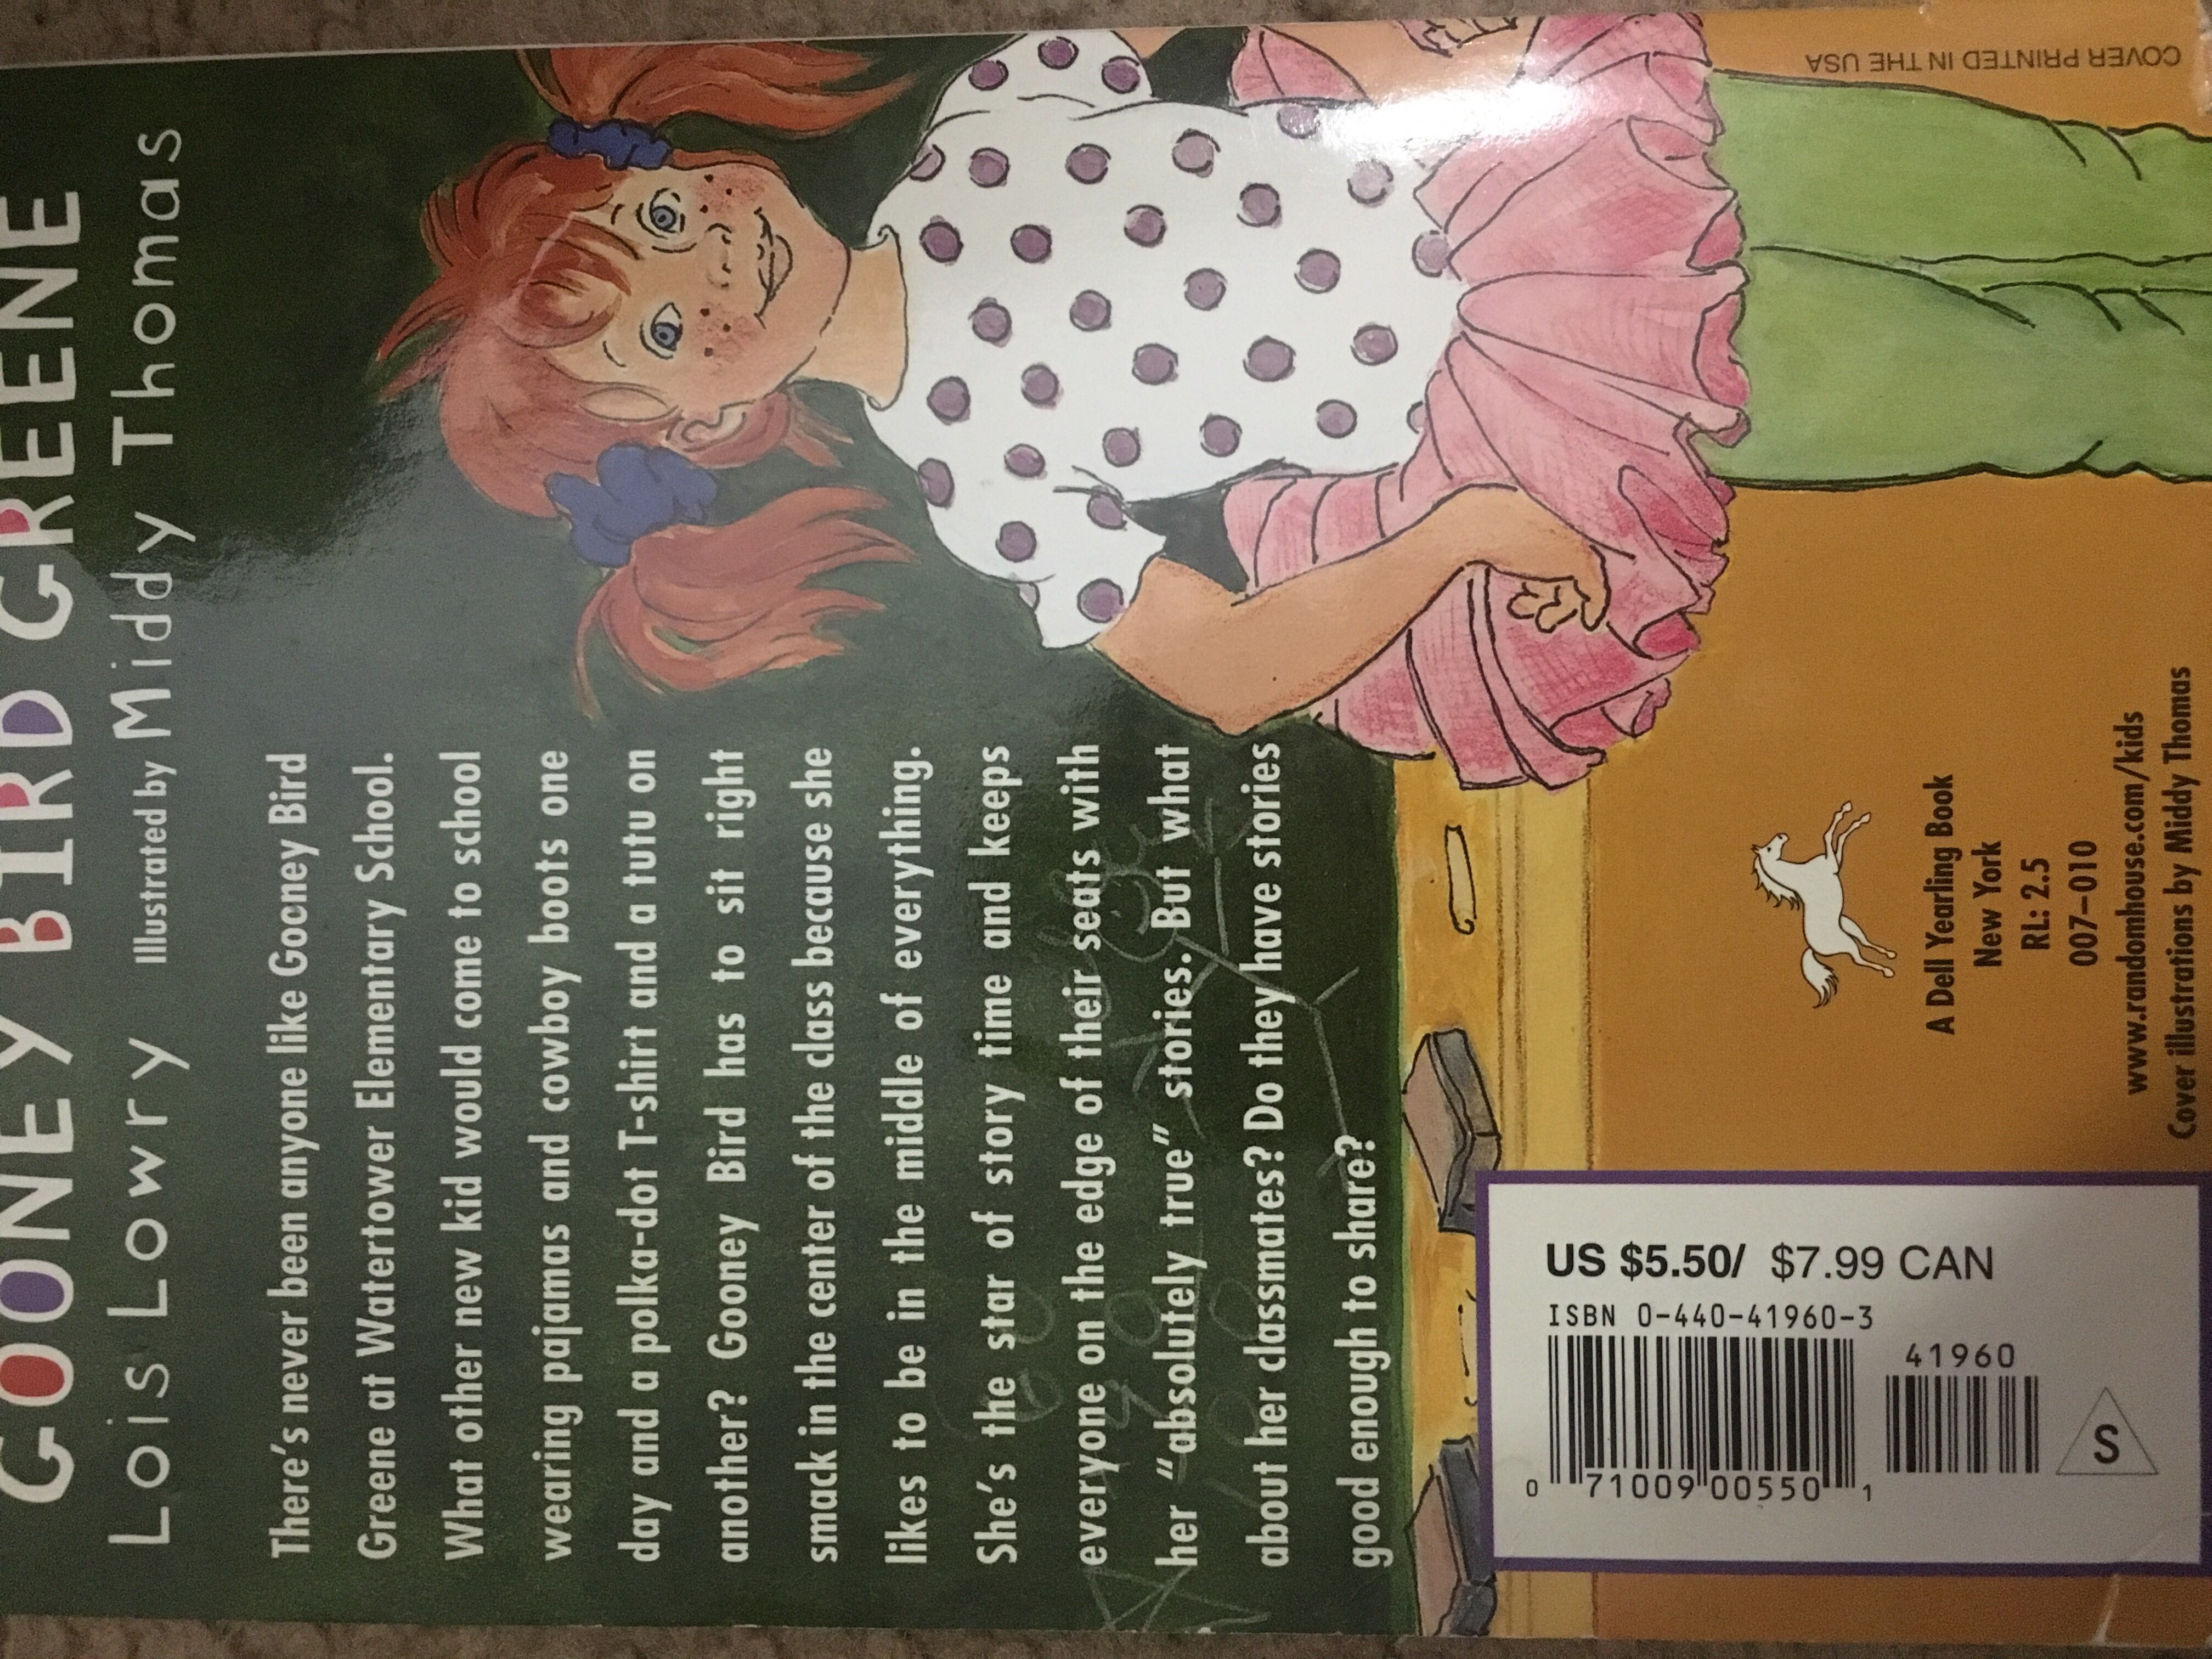 GOONEY BIRD GREENE
Lois Lowry Illustrated by Middy Thomas
There's never been anyone like Gooney Bird
Greene at Watertower Elementary School.
What other new kid would come to school
wearing pajamas and cowboy boots one
day and a polka-dot T-shirt and a tutu on
another? Gooney Bird has to sit right
smack in the center of the class because she
likes to be in the middle of everything.
She's the star of story time and keeps
everyone on the edge of their seats with
her "absolutely true" stories. But what
about her classmates? Do they have stories
good enough to share?
US $5.50/ $7.99 CAN
ISBN 0-440-41960-3
41960
0 71009 00550 1
S
A Dell Yearling Book
New York
RL: 2.5
007–010
www.randomhouse.com/kids
Cover illustrations by Middy Thomas
COVER PRINTED IN THE USA